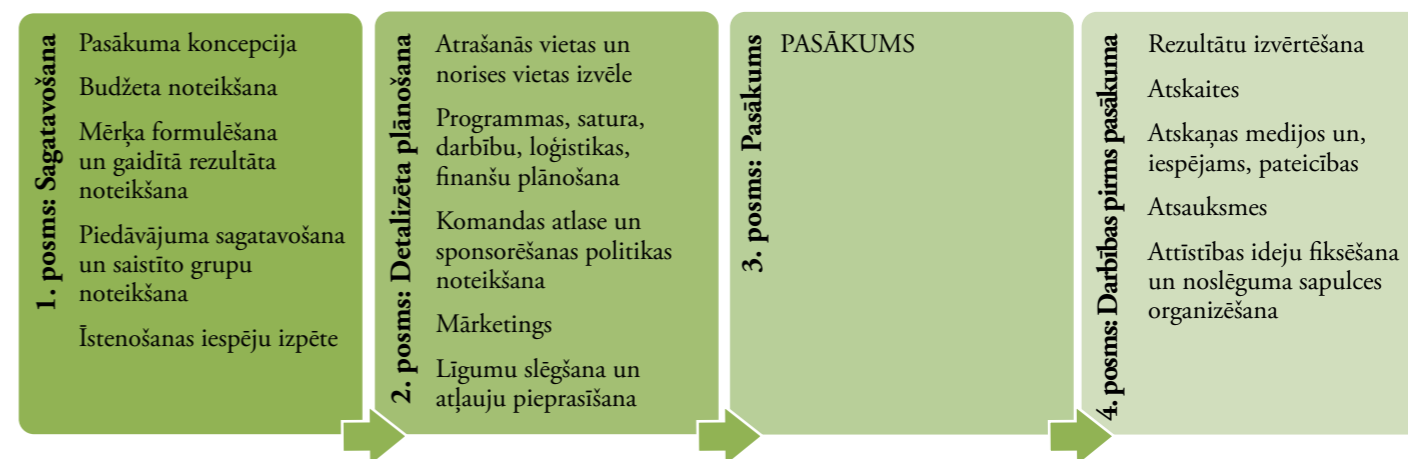 1. posms: Sagatavošana
Pasākuma koncepcija
Budžeta noteikšana
Mērķa formulēšana
un gaidītā rezultāta
noteikšana
Piedāvājuma sagatavošana
un saistīto grupu
noteikšana
Īstenošanas iespēju izpēte
2. posms: Detalizēta plānošana
Atrašanās vietas un
norises vietas izvēle
Programmas, satura,
darbību, loģistikas,
finanšu plānošana
Komandas atlase un
sponsorēšanas politikas
noteikšana
Mārketings
Līgumu slēgšana un
atļauju pieprasīšana
3. posms: Pasākums
PASĀKUMS
4. posms: Darbības pirms pasākuma
Rezultātu izvērtēšana
Atskaites
Atskaņas medijos un,
iespējams, pateicības
Atsauksmes
Attīstības ideju fiksēšana
un noslēguma sapulces
organizēšana